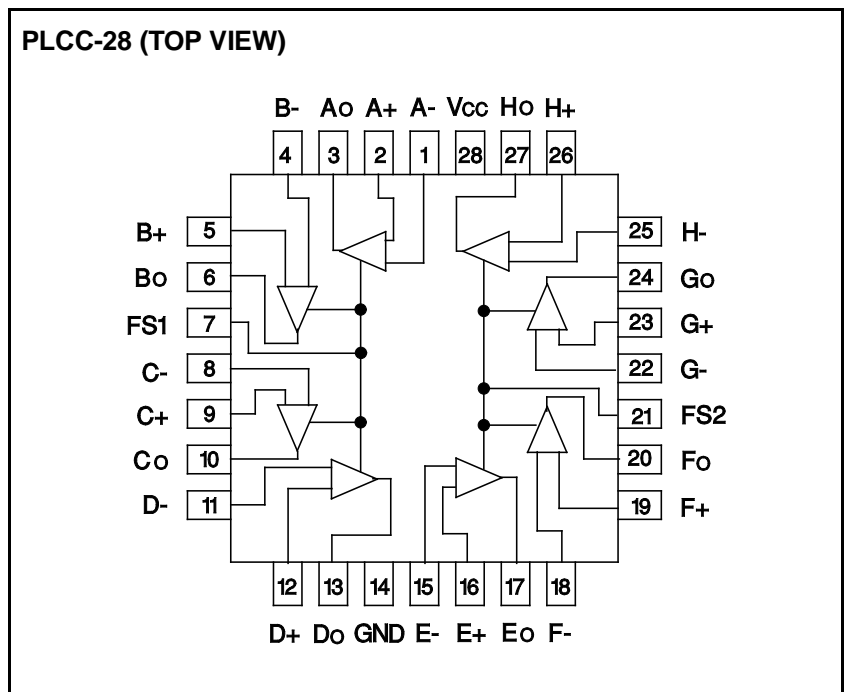 PLCC-28 (TOP VIEW)
B- Ao A+ A- Vcc Ho H+
4 3 2 1 28 27 26
B+ 5 25 H-
Bo 6 24 Go
FS1 7 23 G+
C- 8 22 G-
C+ 9 21 FS2
Co 10 20 Fo
D- 11 19 F+
12 13 14 15 16 17 18
D+ Do GND E- E+ Eo F-